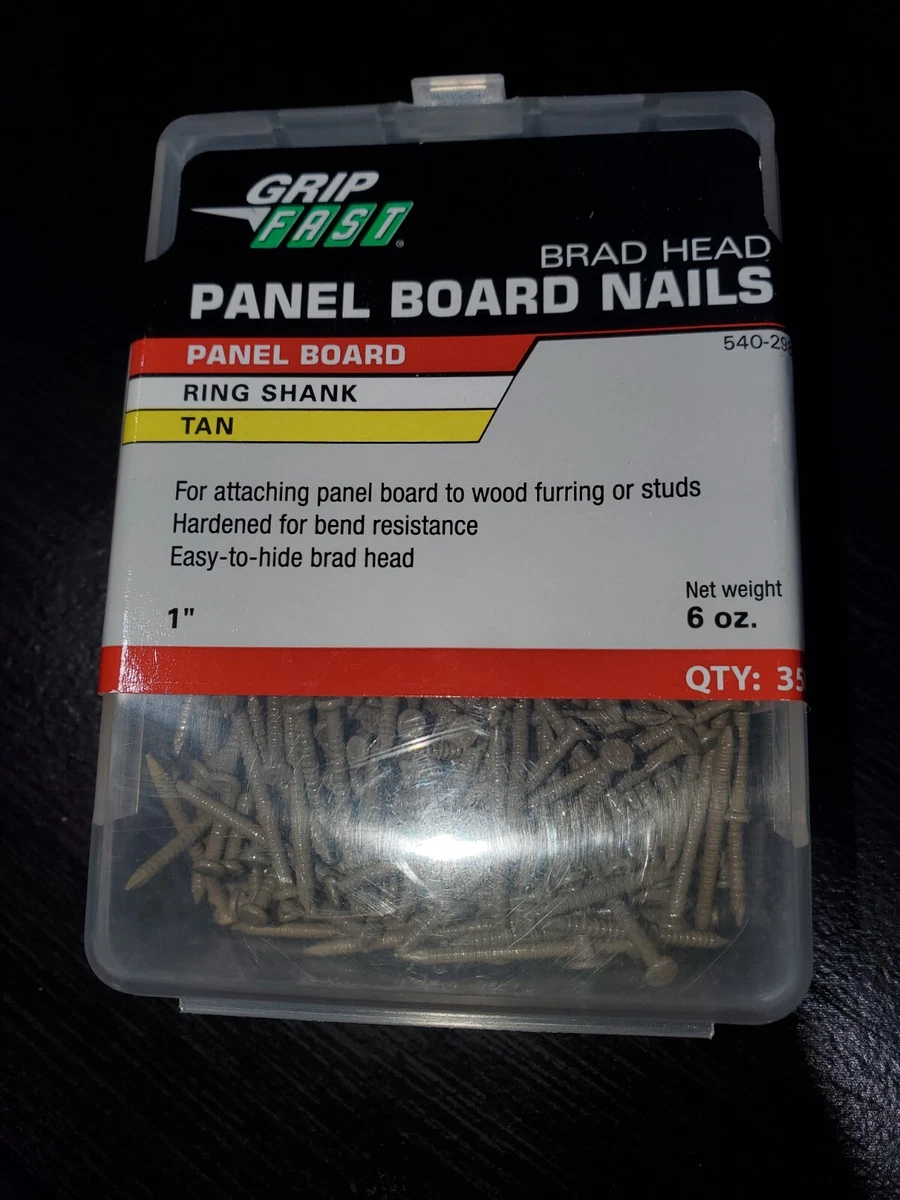 GRIP
FAST®
BRAD HEAD
PANEL BOARD NAILS
PANEL BOARD
540-29
RING SHANK
TAN
For attaching panel board to wood furring or studs
Hardened for bend resistance
Easy-to-hide brad head
Net weight
1"
6 oz.
QTY: 35